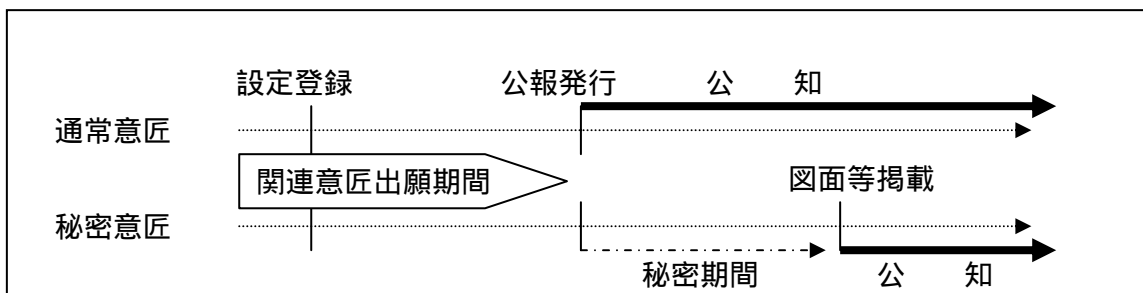 設定登録 公報発行 公 知
通常意匠
関連意匠出願期間 図面等掲載
秘密意匠
秘密期間 公 知